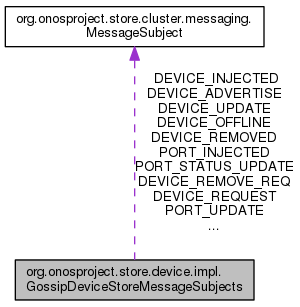 org.onosproject.store.cluster.messaging.
MessageSubject
DEVICE_INJECTED
DEVICE_ADVERTISE
DEVICE_UPDATE
DEVICE_OFFLINE
DEVICE_REMOVED
PORT_INJECTED
PORT_STATUS_UPDATE
DEVICE_REMOVE_REQ
DEVICE_REQUEST
PORT_UPDATE
...
org.onosproject.store.device.impl.
GossipDeviceStoreMessageSubjects